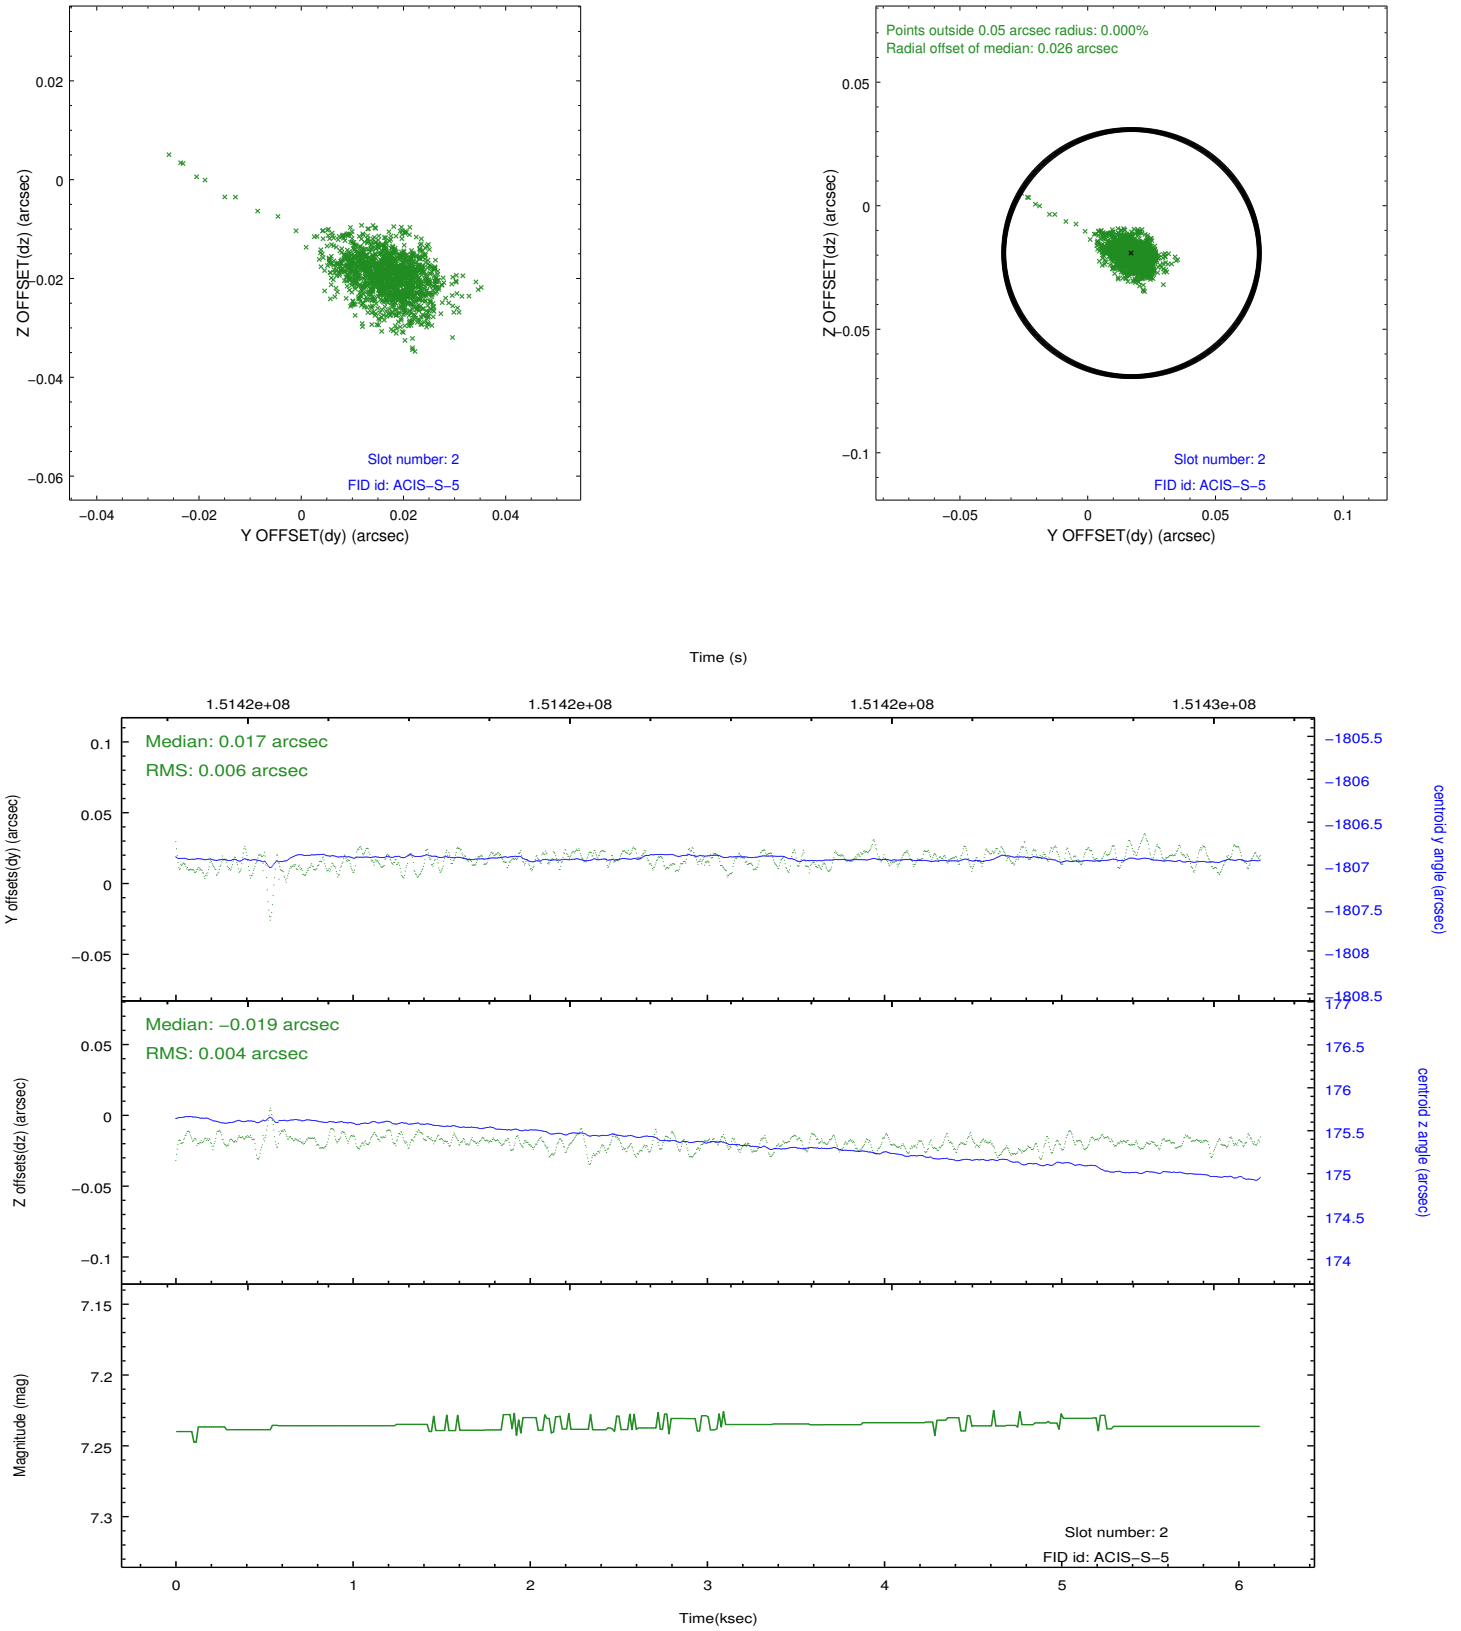 0.02
0
−0.02
−0.04
−0.06
Z OFFSET(dz) (arcsec)
Slot number: 2
FID id: ACIS−S−5
−0.04
−0.02
0
0.02
0.04
Y OFFSET(dy) (arcsec)
Points outside 0.05 arcsec radius: 0.000%
Radial offset of median: 0.026 arcsec
0.05
0
−0.05
−0.1
Z OFFSET(dz) (arcsec)
Slot number: 2
FID id: ACIS−S−5
−0.05
0
0.05
0.1
Y OFFSET(dy) (arcsec)
Time (s)
1.5142e+08
1.5142e+08
1.5142e+08
1.5143e+08
Median: 0.017 arcsec
RMS: 0.006 arcsec
0.1
0.05
0
−0.05
Y offsets(dy) (arcsec)
−1805.5
−1806
−1806.5
−1807
−1807.5
−1808
−1808.5
centroid y angle (arcsec)
Median: −0.019 arcsec
RMS: 0.004 arcsec
0.05
0
−0.05
−0.1
Z offsets(dz) (arcsec)
177
176.5
176
175.5
175
174.5
174
centroid z angle (arcsec)
7.15
7.2
7.25
7.3
Magnitude (mag)
Slot number: 2
FID id: ACIS−S−5
0
1
2
3
4
5
6
Time(ksec)